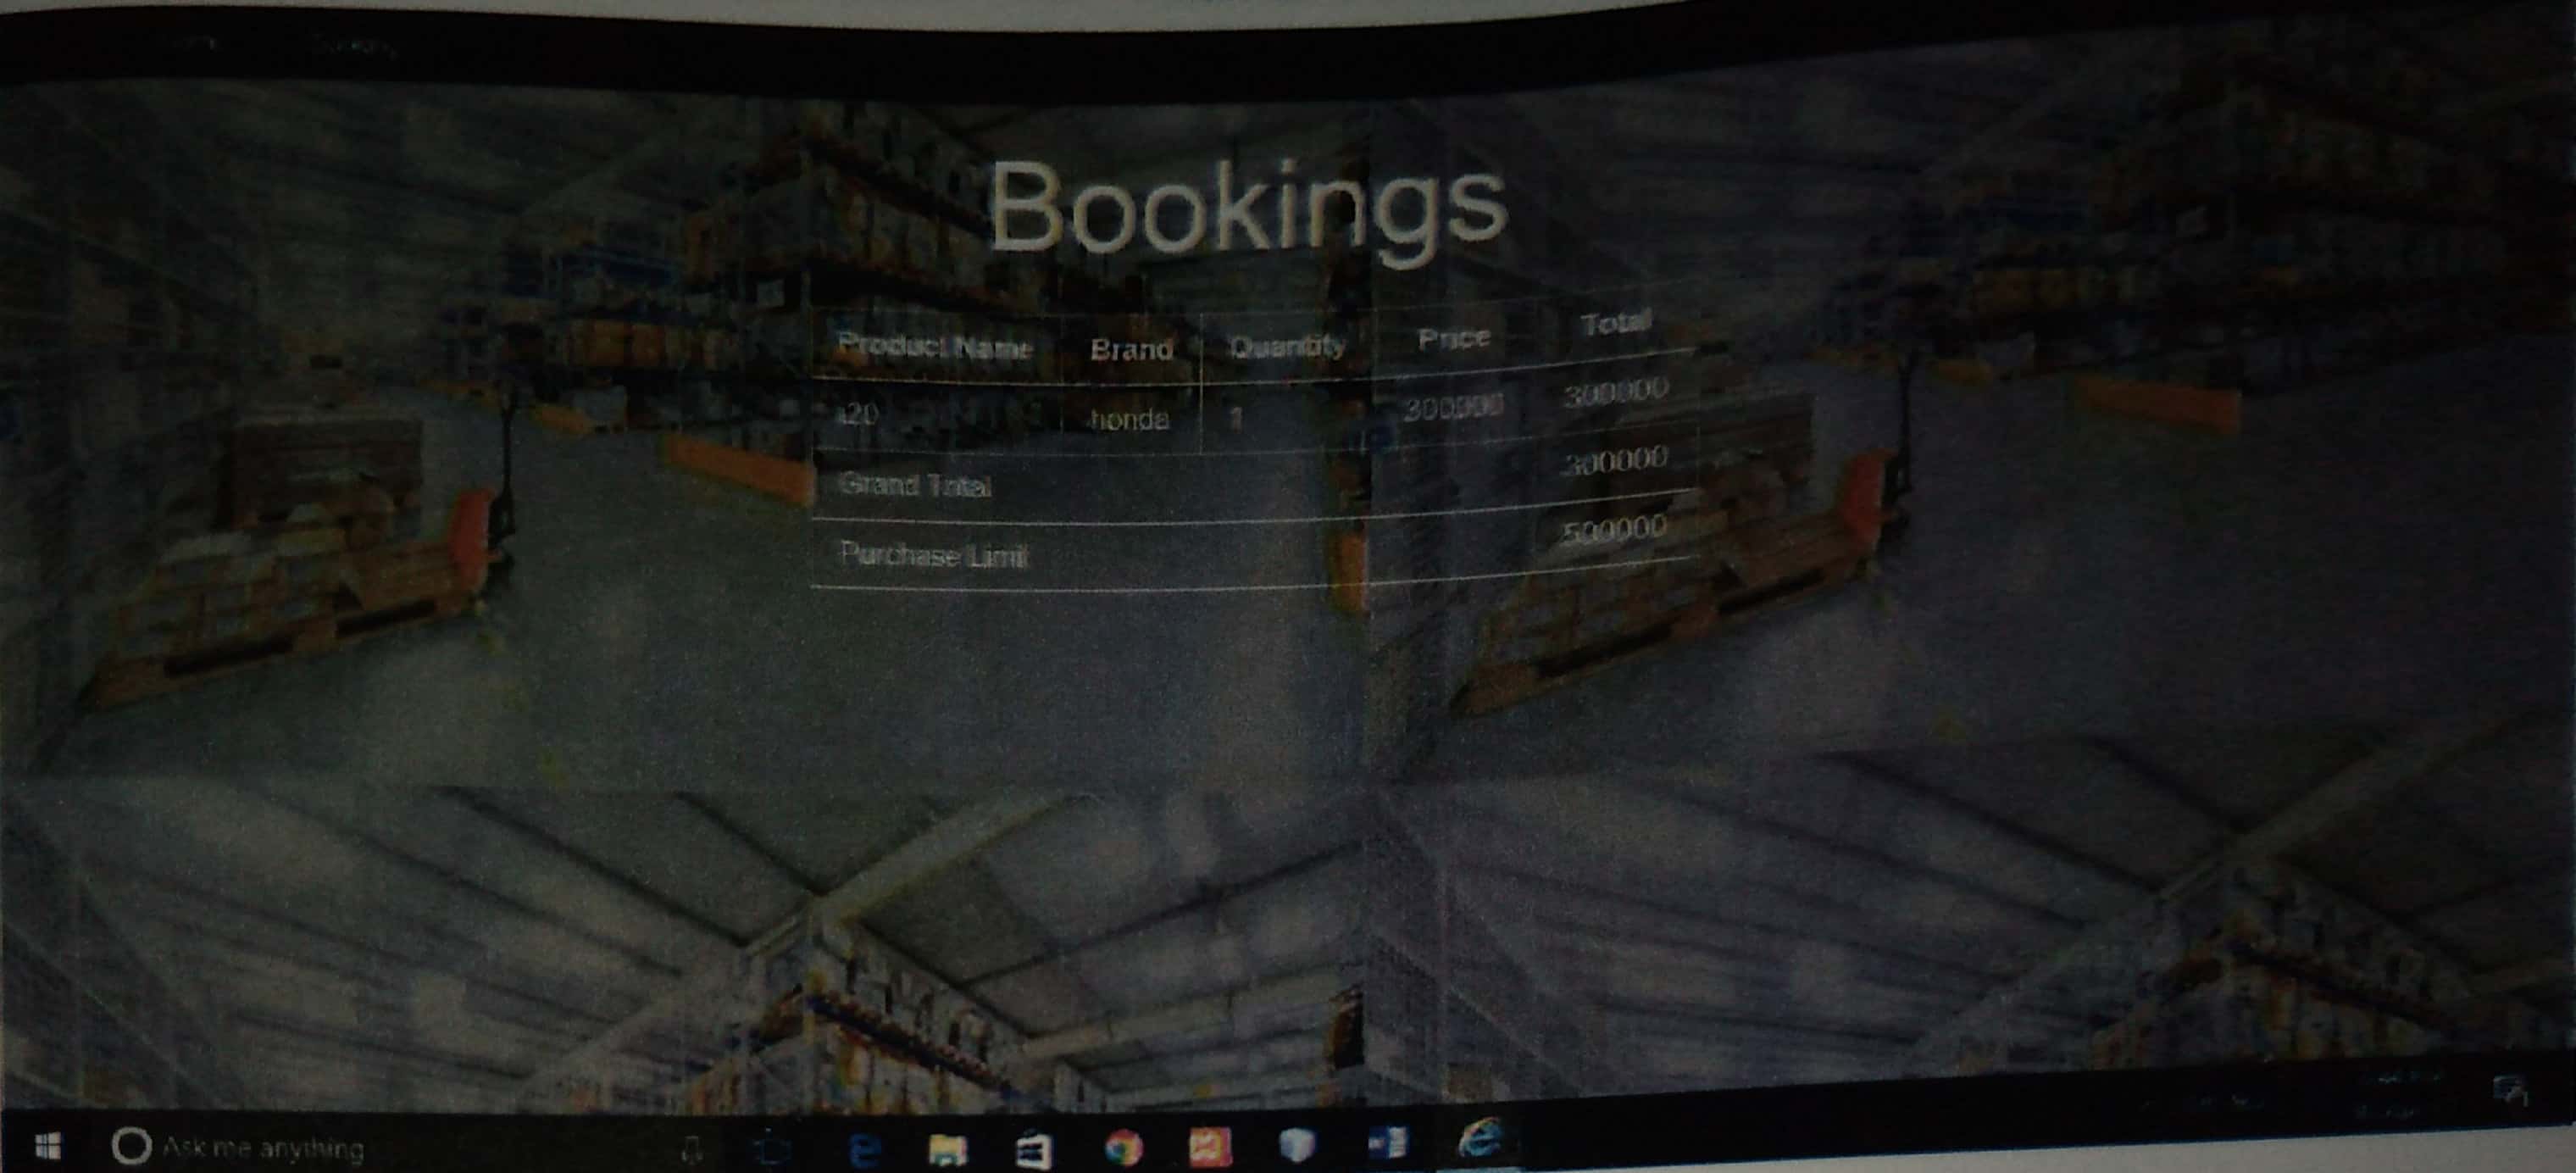 Booking
Bookings
Product Name Brand Quantity Price Total
i20 honda 1 300000 300000
Grand Total 300000
Purchase Limit 500000
Ask me anything